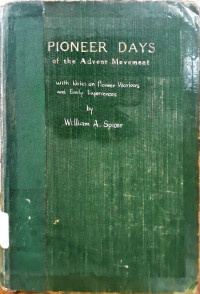 PIONEER DAYS
of the Advent Movement
with Notes on Pioneer Workers
and Early Experiences
by
William A. Spicer